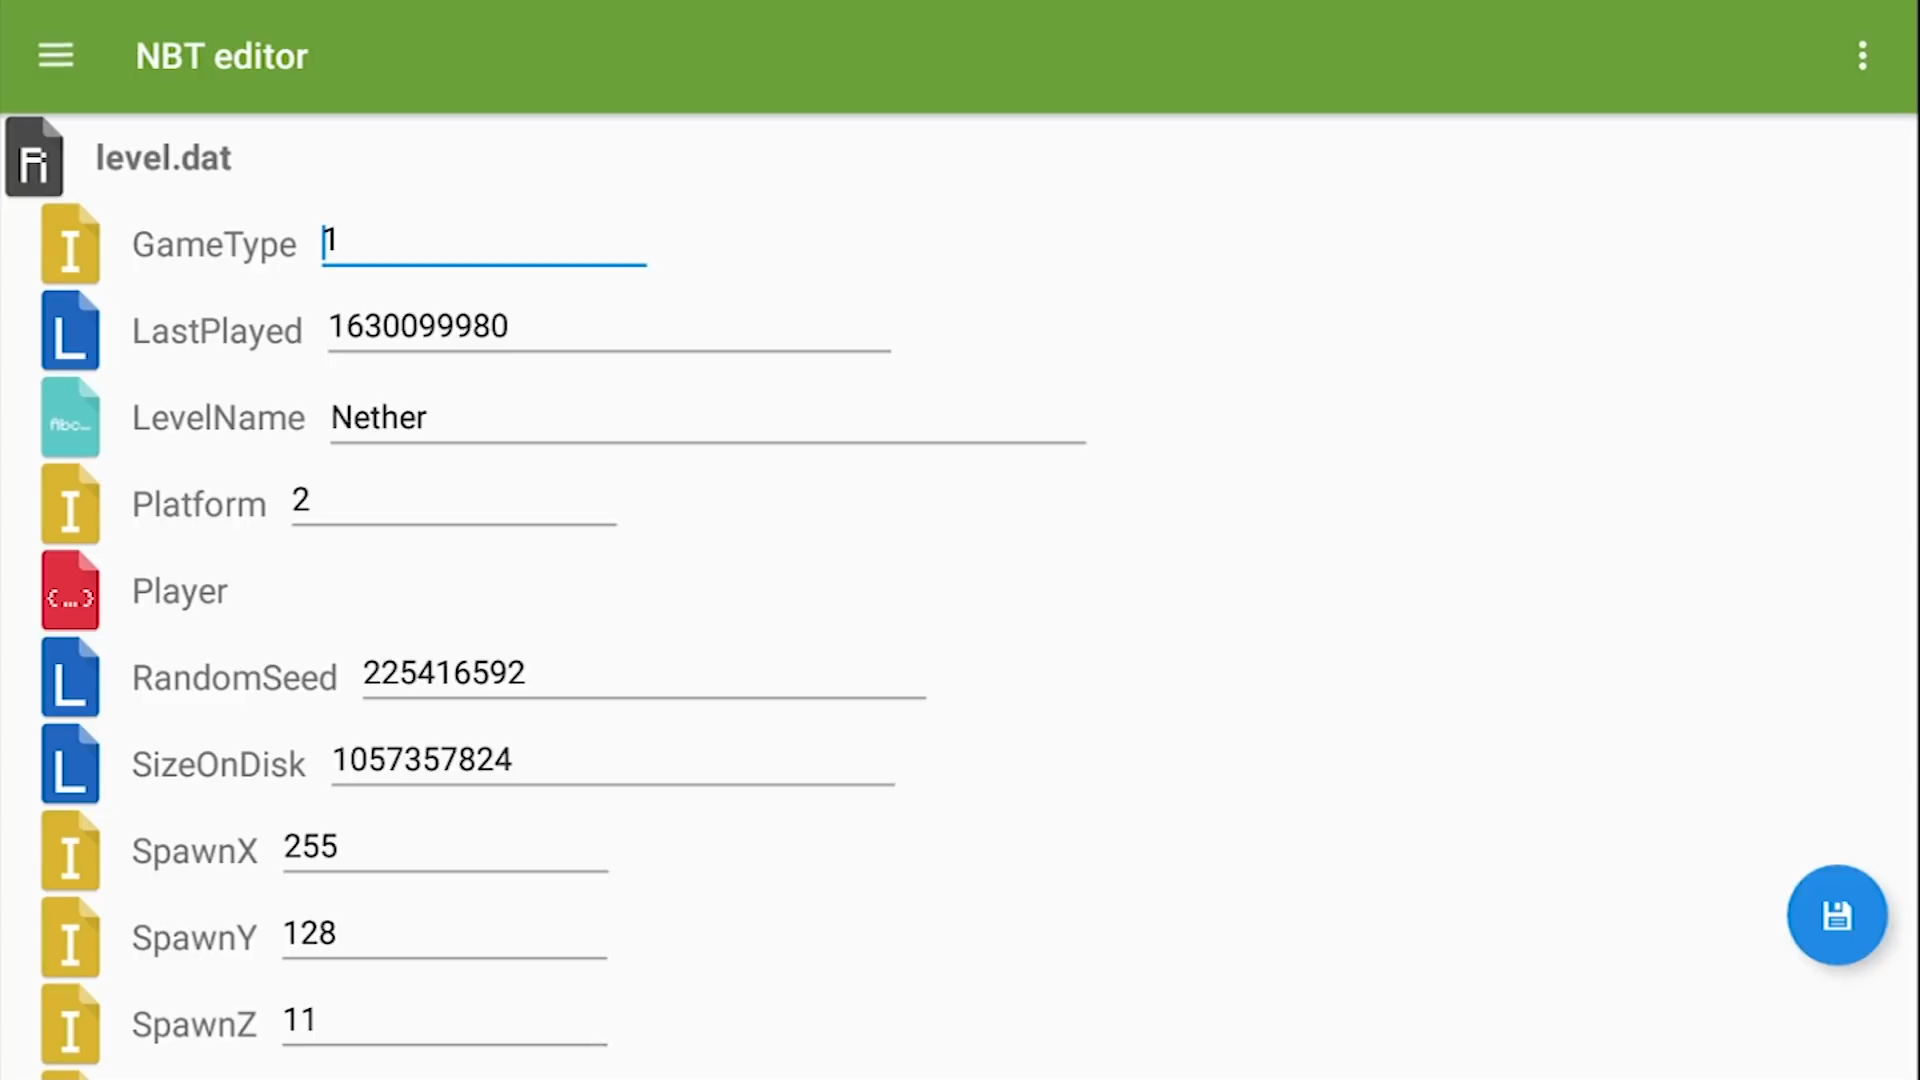 NBT editor
level.dat
I GameType 1
L LastPlayed 1630099980
Abc... LevelName Nether
I Platform 2
{...} Player
L RandomSeed 225416592
L SizeOnDisk 1057357824
I SpawnX 255
I SpawnY 128
I SpawnZ 11